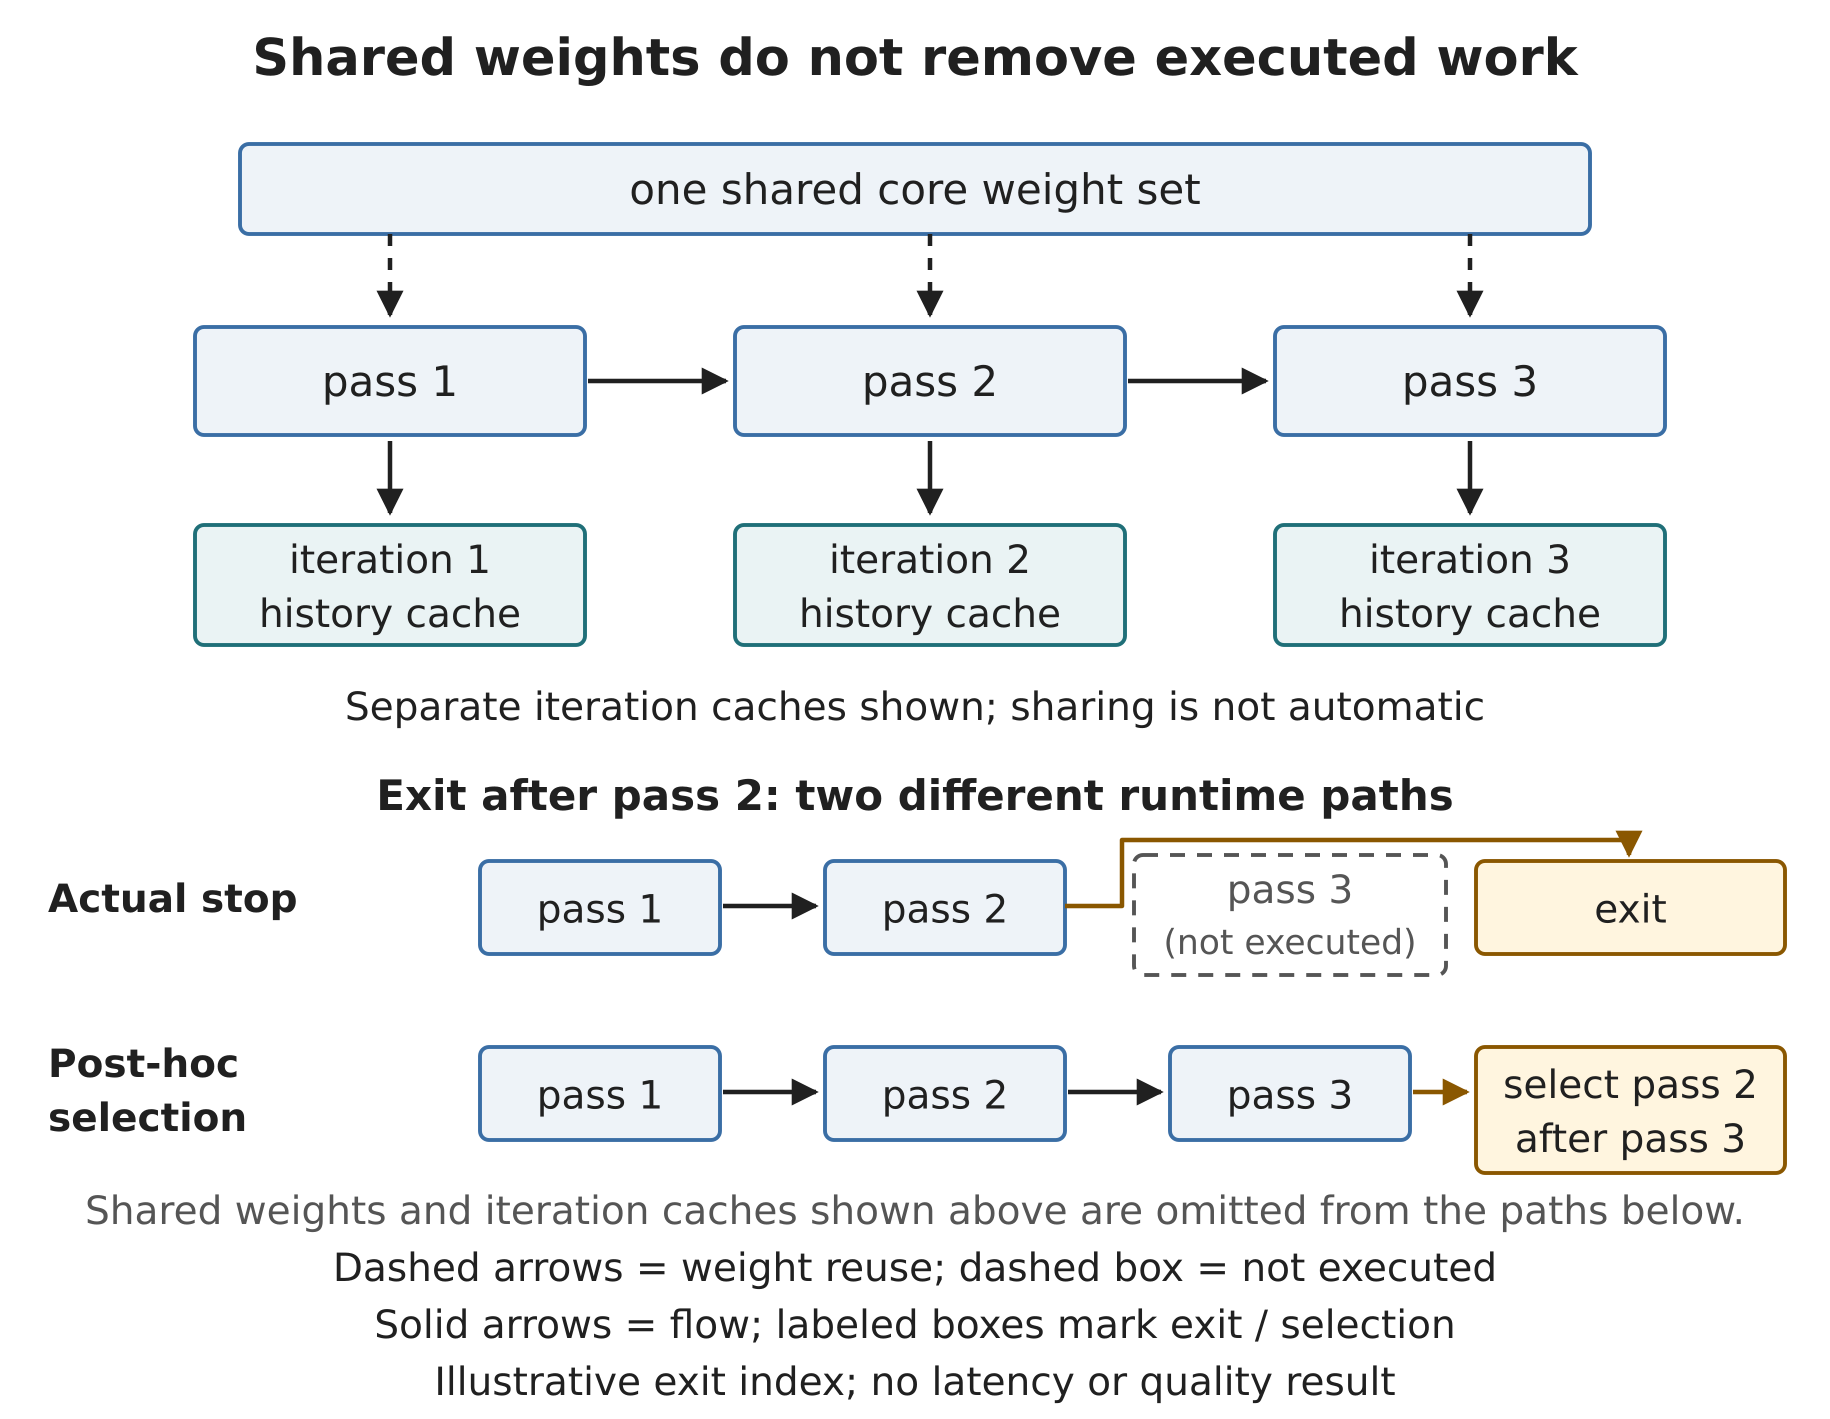 Shared weights do not remove executed work
one shared core weight set
pass 1
pass 2
pass 3
iteration 1
history cache
iteration 2
history cache
iteration 3
history cache
Separate iteration caches shown; sharing is not automatic
Exit after pass 2: two different runtime paths
Actual stop
pass 1
pass 2
pass 3
(not executed)
exit
Post-hoc
selection
pass 1
pass 2
pass 3
select pass 2
after pass 3
Shared weights and iteration caches shown above are omitted from the paths below.
Dashed arrows = weight reuse; dashed box = not executed
Solid arrows = flow; labeled boxes mark exit / selection
Illustrative exit index; no latency or quality result